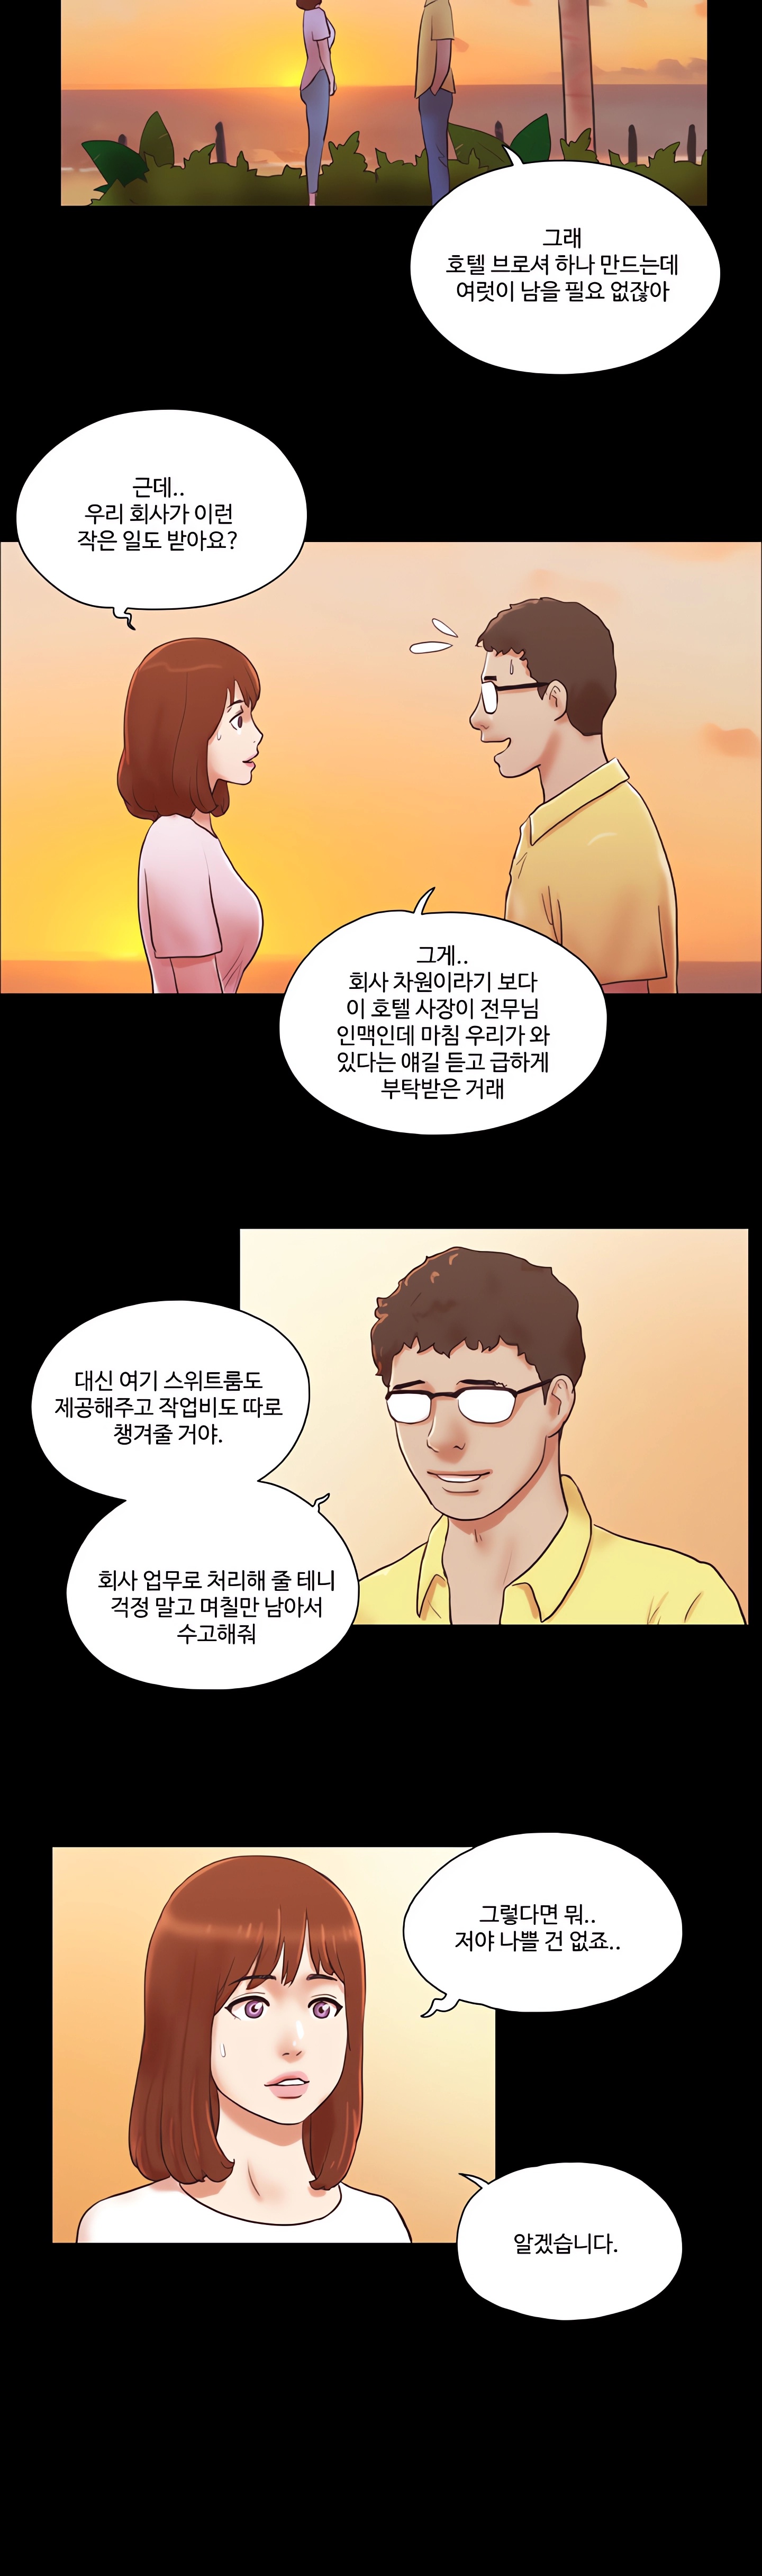 그래
호텔 브로셔 하나 만드는데
여럿이 남을 필요 없잖아
근데..
우리 회사가 이런
작은 일도 받아요?
그게..
회사 차원이라기 보다
이 호텔 사장이 전무님
인맥인데 마침 우리가 와
있다는 얘길 듣고 급하게
부탁받은 거래
대신 여기 스위트룸도
제공해주고 작업비도 따로
챙겨줄 거야.
회사 업무로 처리해 줄 테니
걱정 말고 며칠만 남아서
수고해줘
그렇다면 뭐..
저야 나쁠 건 없죠..
알겠습니다.